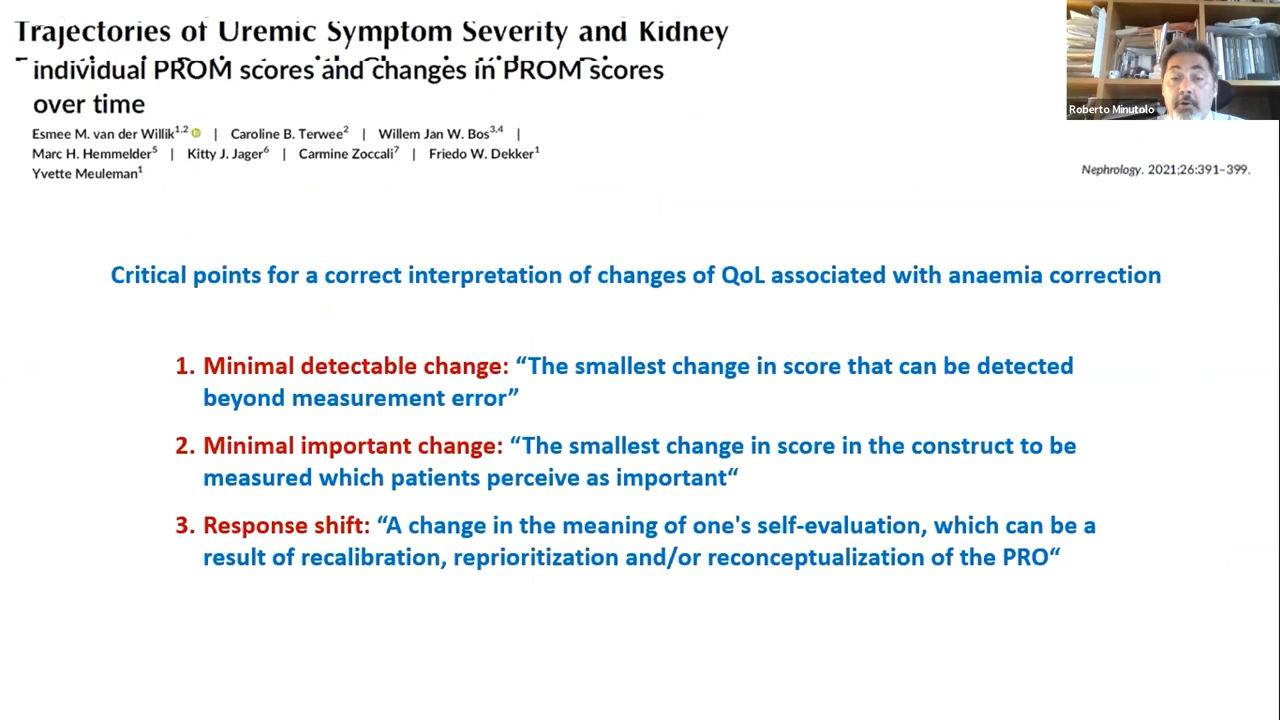 Trajectories of Uremic Symptom Severity and Kidney
individual PROM scores and changes in PROM scores
over time
Esmee M. van der Willik1,2 | Caroline B. Terwee2 | Willem Jan W. Bos3,4 |
Marc H. Hemmelder5 | Kitty J. Jager6 | Carmine Zoccali7 | Friedo W. Dekker1
Yvette Meuleman1
Roberto Minutolo
Nephrology. 2021;26:391–399.
Critical points for a correct interpretation of changes of QoL associated with anaemia correction
1. Minimal detectable change: “The smallest change in score that can be detected
beyond measurement error”
2. Minimal important change: “The smallest change in score in the construct to be
measured which patients perceive as important“
3. Response shift: “A change in the meaning of one's self-evaluation, which can be a
result of recalibration, reprioritization and/or reconceptualization of the PRO“